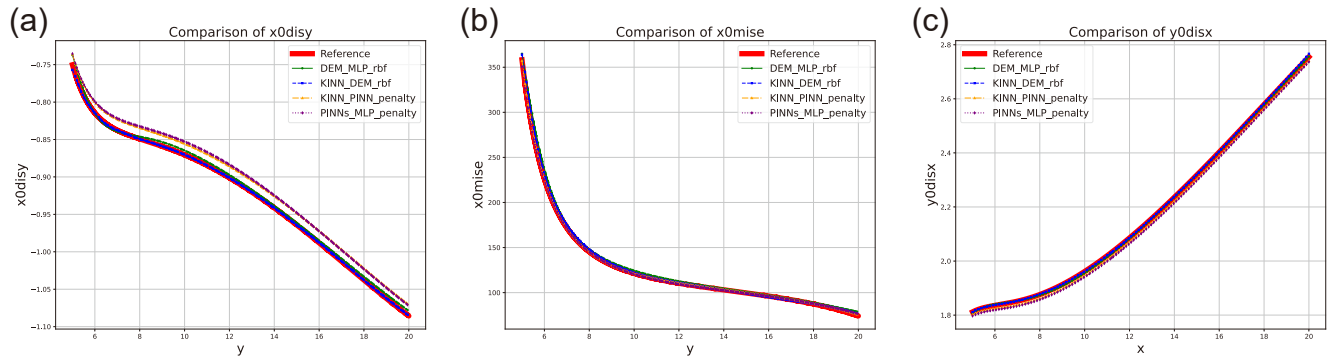 (a)
Comparison of x0disy
Reference
DEM_MLP_rbf
KINN_DEM_rbf
KINN_PINN_penalty
PINNs_MLP_penalty
−0.75
−0.80
−0.85
−0.90
−0.95
−1.00
−1.05
−1.10
x0disy
6 8 10 12 14 16 18 20
y
(b)
Comparison of x0mise
Reference
DEM_MLP_rbf
KINN_DEM_rbf
KINN_PINN_penalty
PINNs_MLP_penalty
350
300
250
200
150
100
x0mise
6 8 10 12 14 16 18 20
y
(c)
Comparison of y0disx
Reference
DEM_MLP_rbf
KINN_DEM_rbf
KINN_PINN_penalty
PINNs_MLP_penalty
2.8
2.6
2.4
2.2
2.0
1.8
y0disx
6 8 10 12 14 16 18 20
x